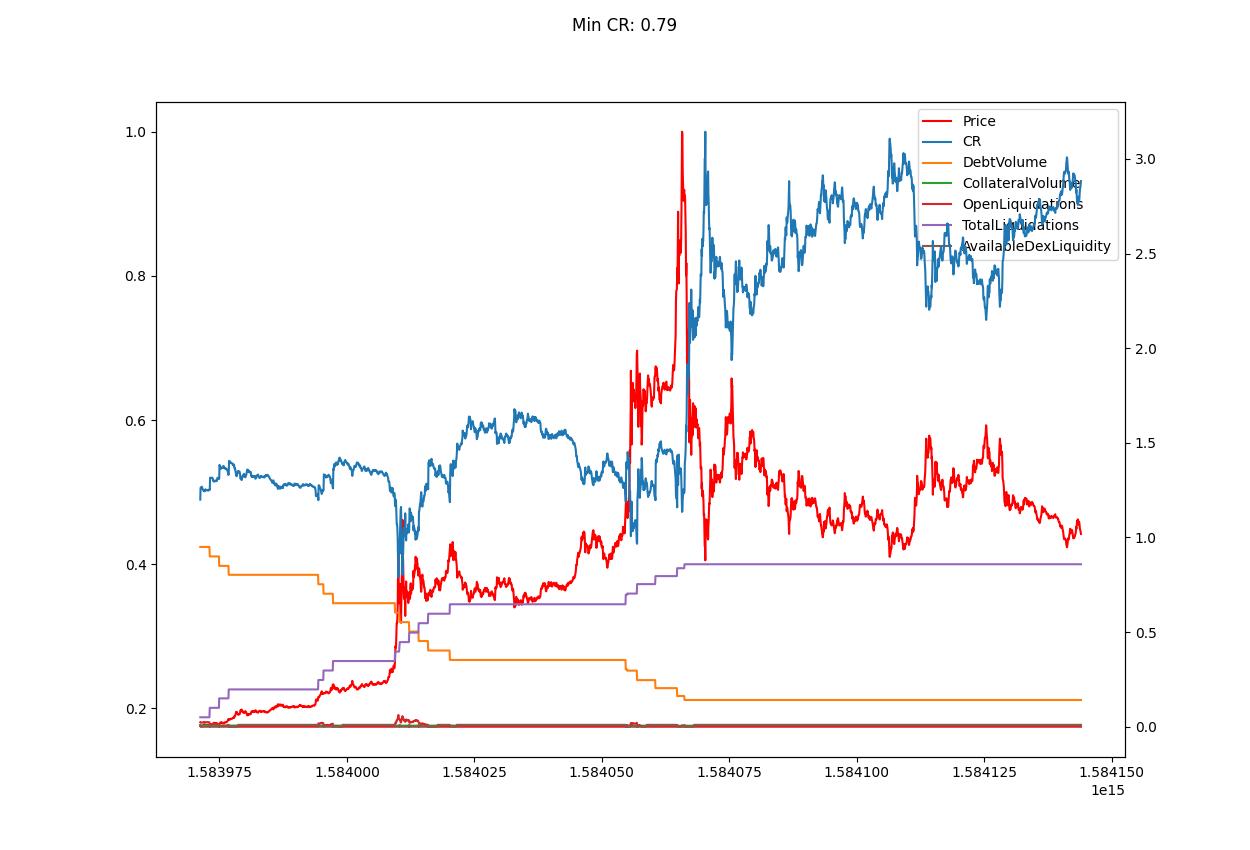 Min CR: 0.79
1.0
0.8
0.6
0.4
0.2
3.0
2.5
2.0
1.5
1.0
0.5
0.0
Price
CR
DebtVolume
CollateralVolume
OpenLiquidations
TotalLiquidations
AvailableDexLiquidity
1.583975 1.584000 1.584025 1.584050 1.584075 1.584100 1.584125 1.584150
1e15